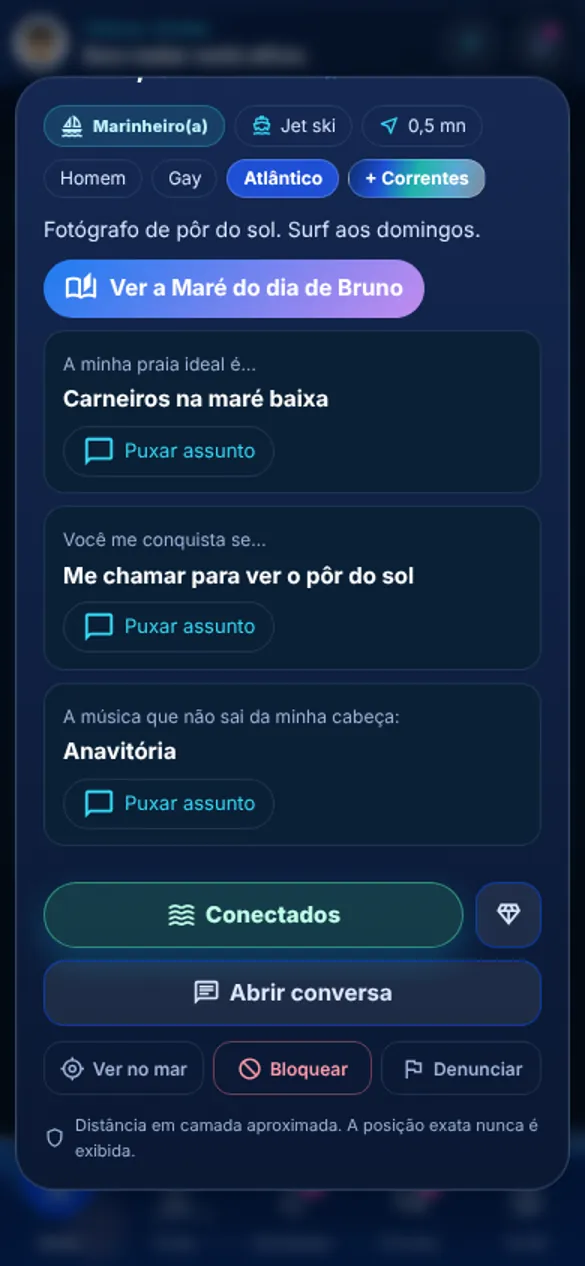 Marinheiro(a) Jet ski 0,5 mn
Homem Gay Atlântico + Correntes
Fotógrafo de pôr do sol. Surf aos domingos.
Ver a Maré do dia de Bruno
A minha praia ideal é...
Carneiros na maré baixa
Puxar assunto
Você me conquista se...
Me chamar para ver o pôr do sol
Puxar assunto
A música que não sai da minha cabeça:
Anavitória
Puxar assunto
Conectados
Abrir conversa
Ver no mar Bloquear Denunciar
Distância em camada aproximada. A posição exata nunca é
exibida.